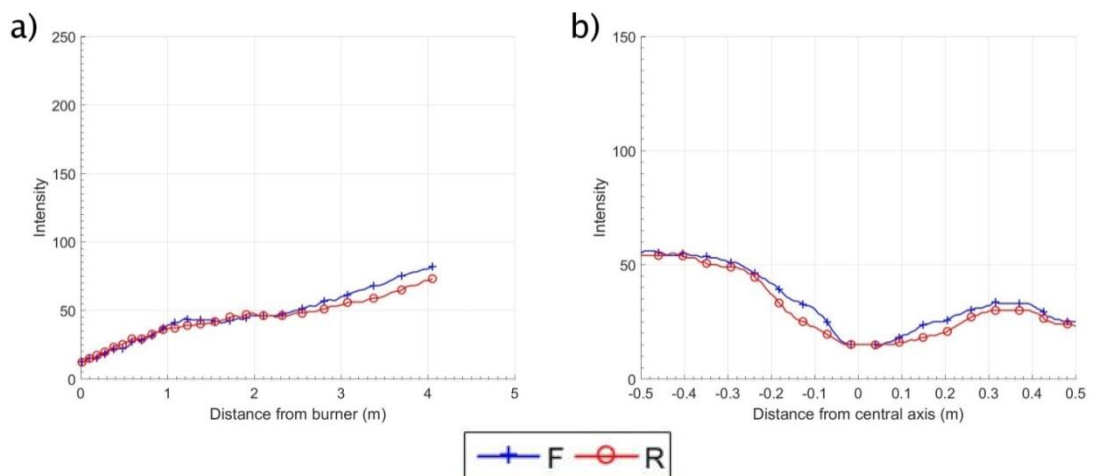 a)
250
200
150
100
50
0
Intensity
0 1 2 3 4 5
Distance from burner (m)
b)
150
100
50
0
Intensity
-0.5 -0.4 -0.3 -0.2 -0.1 0 0.1 0.2 0.3 0.4 0.5
Distance from central axis (m)
F R